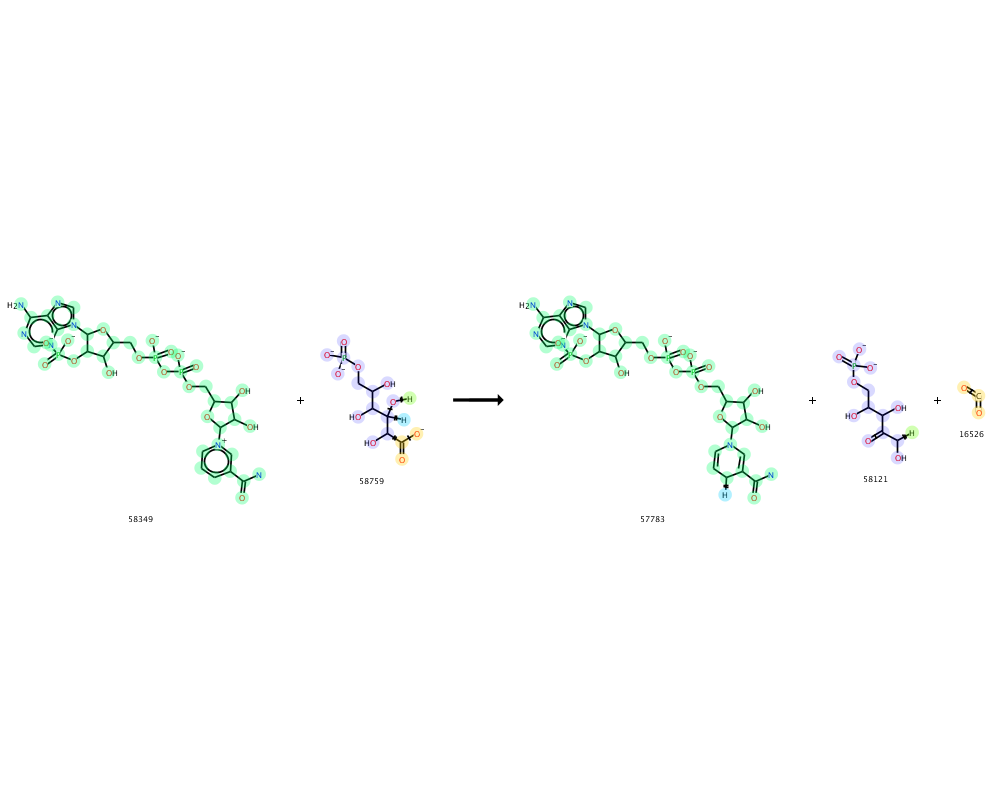 H2N N N N N O O O⁻ O⁻ P O O OH O P O O⁻ O P O O⁻ O OH OH O N⁺ N O
58349
+
O⁻ O P O⁻ O OH HO O H H HO O⁻ O
58759
H2N N N N N O O O⁻ O⁻ P O O OH O P O O⁻ O P O O⁻ O OH OH O N N O H
57783
+
O⁻ O P O⁻ O HO OH O H OH
58121
+
O C O
16526